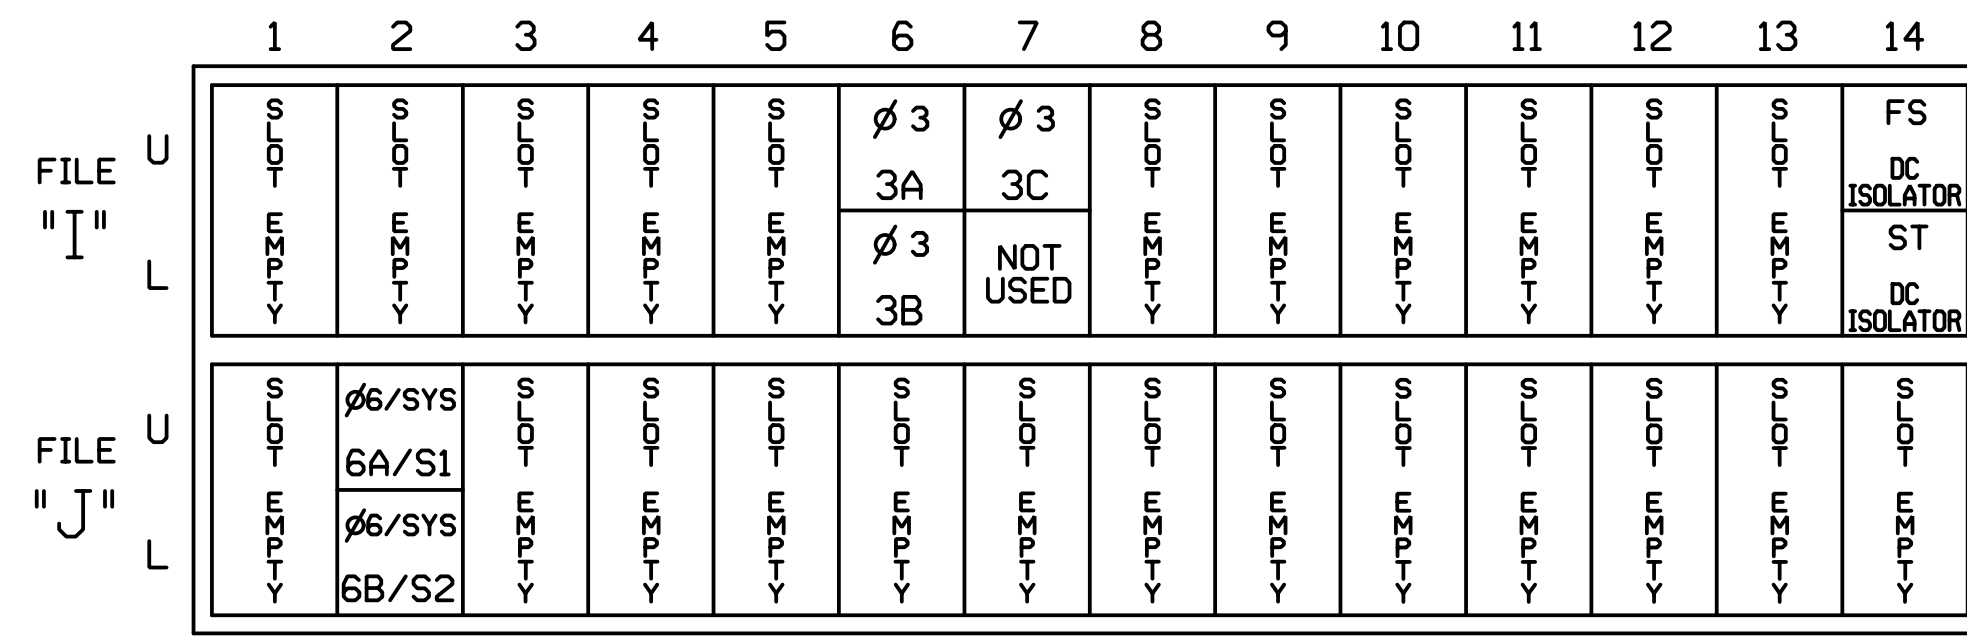 1 2 3 4 5 6 7 8 9 10 11 12 13 14
FILE "I"
U
L
SLOT EMPTY
SLOT EMPTY
SLOT EMPTY
SLOT EMPTY
SLOT EMPTY
Ø 3
3A
Ø 3
3B
Ø 3
3C
NOT
USED
SLOT EMPTY
SLOT EMPTY
SLOT EMPTY
SLOT EMPTY
SLOT EMPTY
SLOT EMPTY
FS
DC
ISOLATOR
ST
DC
ISOLATOR
FILE "J"
U
L
SLOT EMPTY
Ø6/SYS
6A/S1
Ø6/SYS
6B/S2
SLOT EMPTY
SLOT EMPTY
SLOT EMPTY
SLOT EMPTY
SLOT EMPTY
SLOT EMPTY
SLOT EMPTY
SLOT EMPTY
SLOT EMPTY
SLOT EMPTY
SLOT EMPTY
SLOT EMPTY